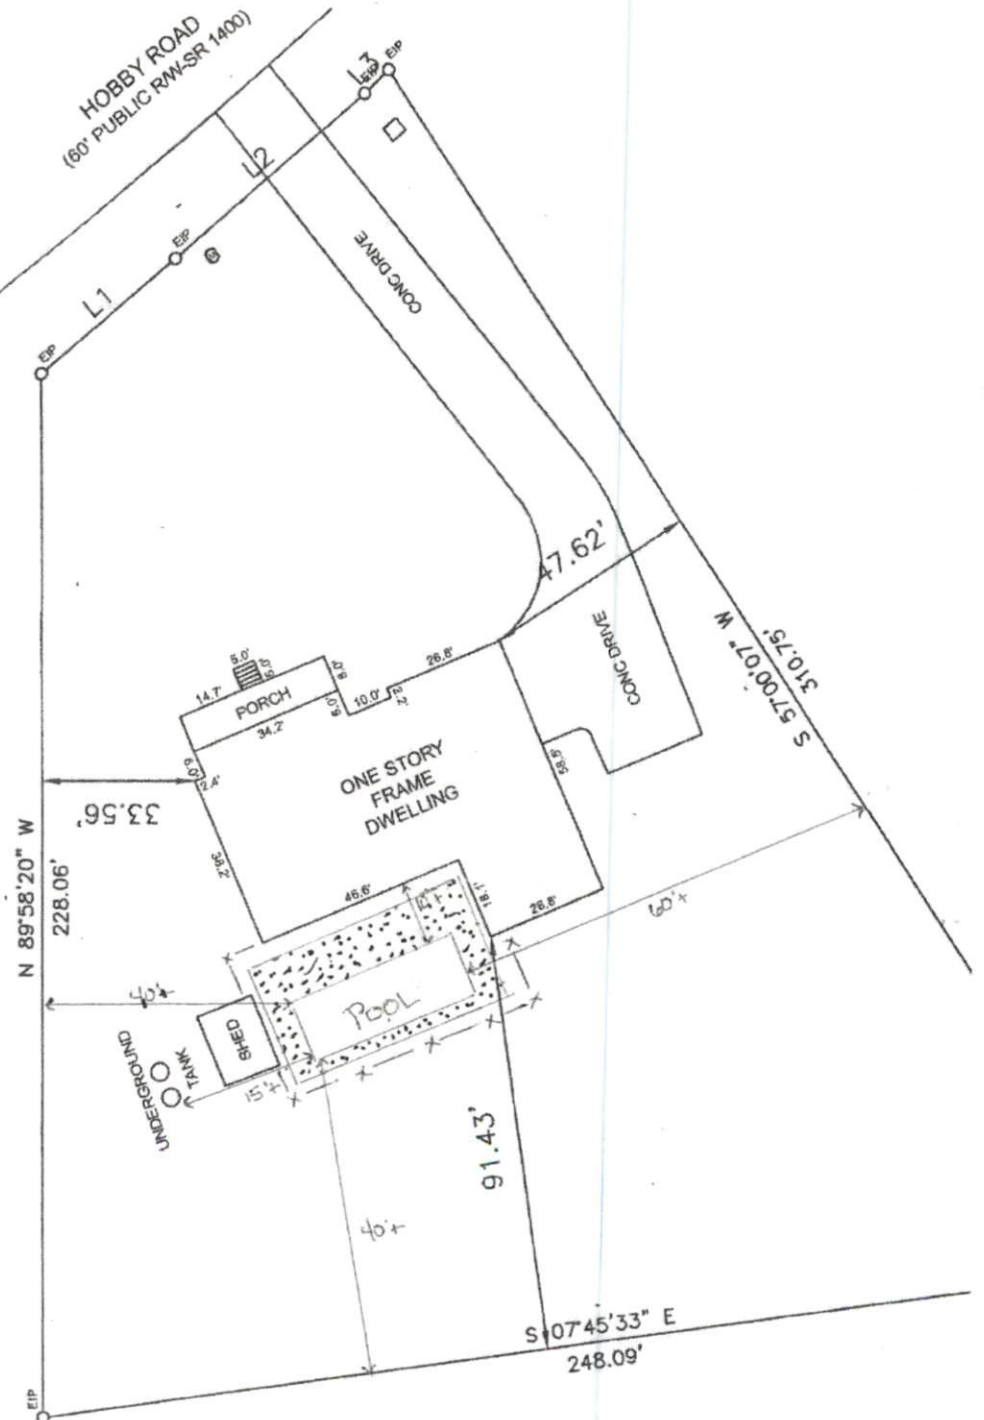 HOBBY ROAD
(60' PUBLIC R/W-SR 1400)
EIP
L3
EIP
L2
EIP
L1
EIP
CONC DRIVE
47.62'
CONC DRIVE
S 57°00'07" W
310.75'
5.0'
5.0'
14.7'
PORCH
8.0'
34.2'
6.0'
10.0'
2.2'
26.8'
6.0'
2.4'
33.56'
N 89°58'20" W
228.06'
ONE STORY
FRAME
DWELLING
58.5'
38.2'
46.6'
18.1'
26.8'
60'+
40'+
POOL
SHED
UNDERGROUND
TANK
15'+
91.43'
40'+
S 07°45'33" E
248.09'
EIP